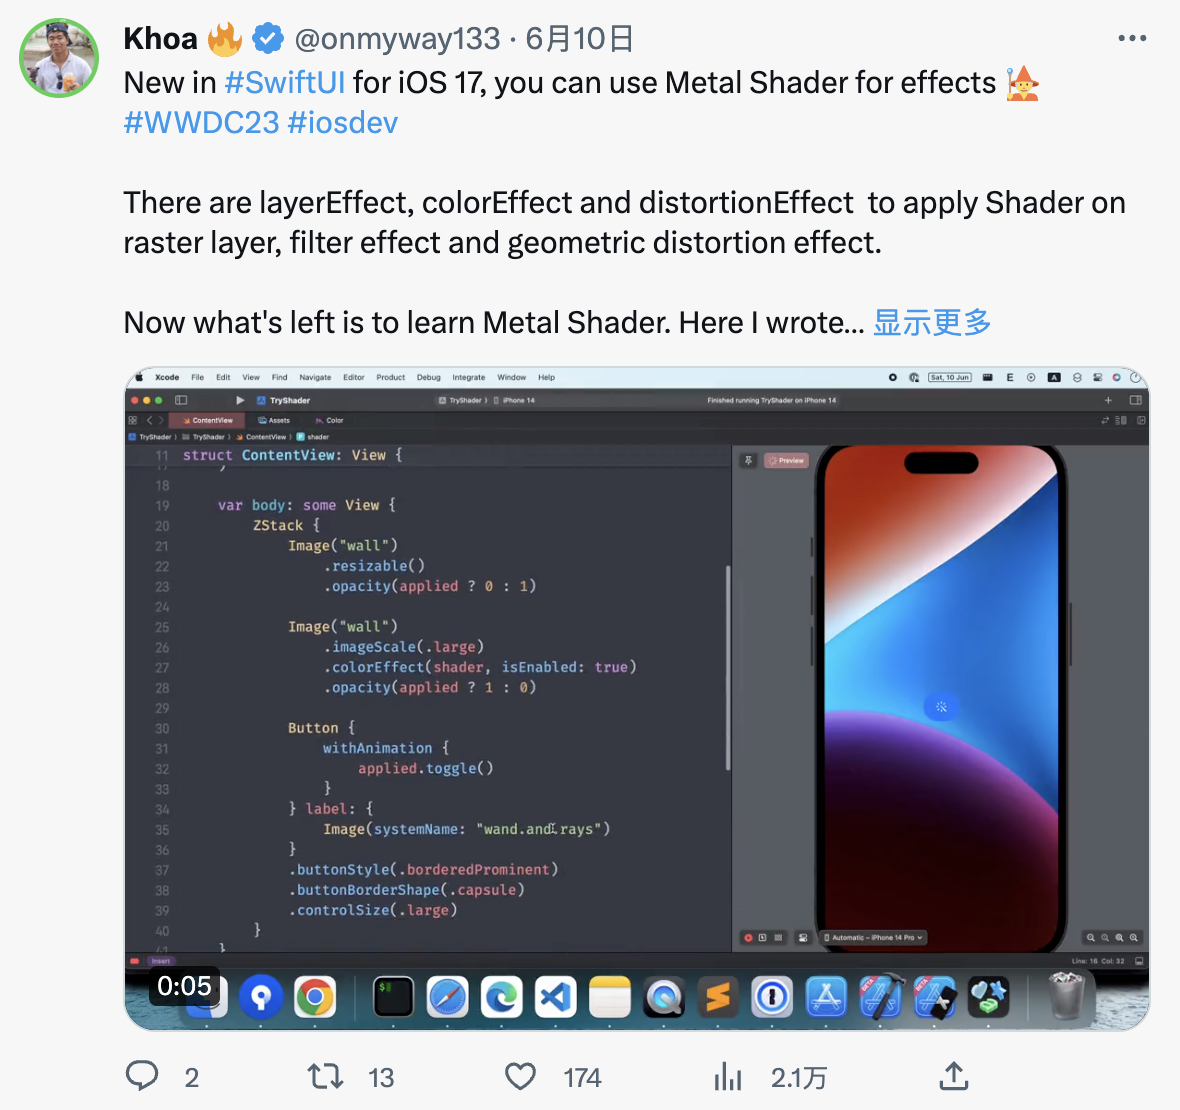 Khoa 🔥 @onmyway133 · 6月10日
New in #SwiftUI for iOS 17, you can use Metal Shader for effects 🧙
#WWDC23 #iosdev
There are layerEffect, colorEffect and distortionEffect  to apply Shader on
raster layer, filter effect and geometric distortion effect.
Now what's left is to learn Metal Shader. Here I wrote... 显示更多
Xcode File Edit View Find Navigate Editor Product Debug Integrate Window Help E A Sat, 10 Jun
TryShader TryShader iPhone 14 Finished running TryShader on iPhone 14
ContentView Assets Color
TryShader TryShader ContentView shader
11 struct ContentView: View {
17 )
18
19 var body: some View {
20 ZStack {
21 Image("wall")
22 .resizable()
23 .opacity(applied ? 0 : 1)
24
25 Image("wall")
26 .imageScale(.large)
27 .colorEffect(shader, isEnabled: true)
28 .opacity(applied ? 1 : 0)
29
30 Button {
31 withAnimation {
32 applied.toggle()
33 }
34 } label: {
35 Image(systemName: "wand.and.rays")
36 }
37 .buttonStyle(.borderedProminent)
38 .buttonBorderShape(.capsule)
39 .controlSize(.large)
40 }
41 }
Preview
Automatic – iPhone 14 Pro
Insert
Line: 16 Col: 32
0:05
$
BETA
BETA
2 13 174 2.1万